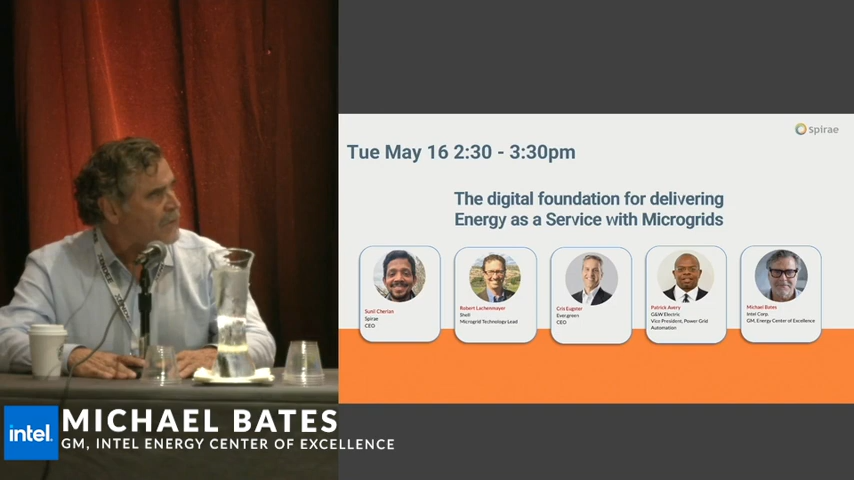 spirae
Tue May 16 2:30 - 3:30pm
The digital foundation for delivering
Energy as a Service with Microgrids
Sunil Cherian
Spirae
CEO
Robert Lachenmayer
Shell
Microgrid Technology Lead
Cris Eugster
Evergreen
CEO
Patrick Avery
G&W Electric
Vice President, Power Grid
Automation
Michael Bates
Intel Corp.
GM, Energy Center of Excellence
intel.
MICHAEL BATES
GM, INTEL ENERGY CENTER OF EXCELLENCE